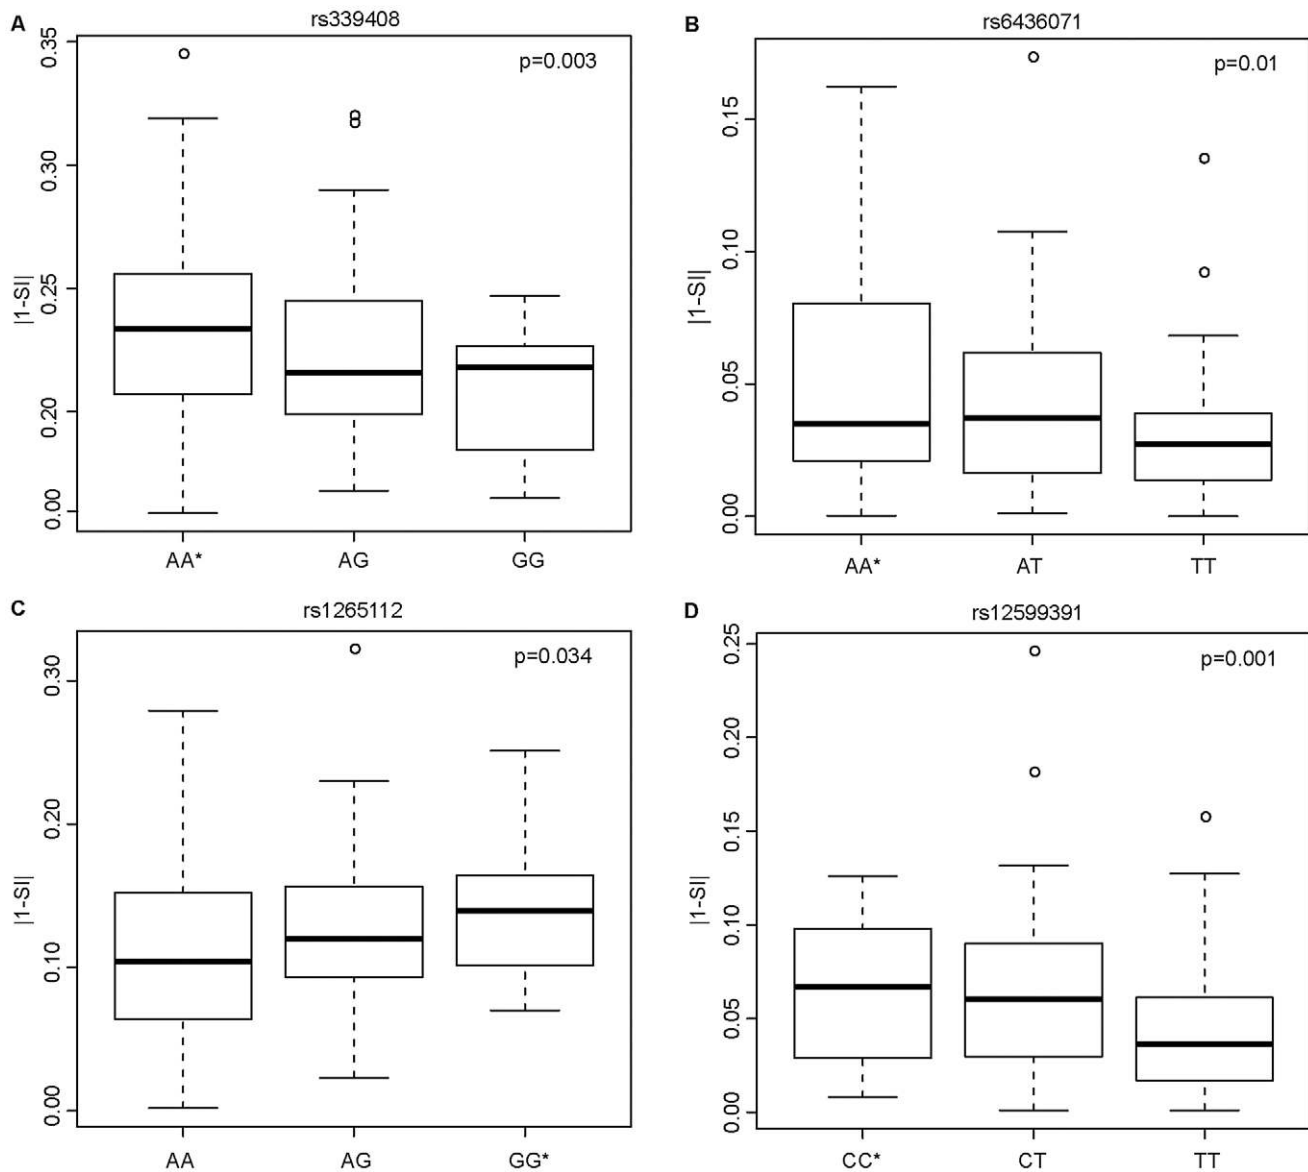 A
rs339408
p=0.003
|1-SI|
0.35
0.30
0.25
0.20
0.00
AA*
AG
GG
B
rs6436071
p=0.01
|1-SI|
0.15
0.10
0.05
0.00
AA*
AT
TT
C
rs1265112
p=0.034
|1-SI|
0.30
0.20
0.10
0.00
AA
AG
GG*
D
rs12599391
p=0.001
|1-SI|
0.25
0.20
0.15
0.10
0.05
0.00
CC*
CT
TT